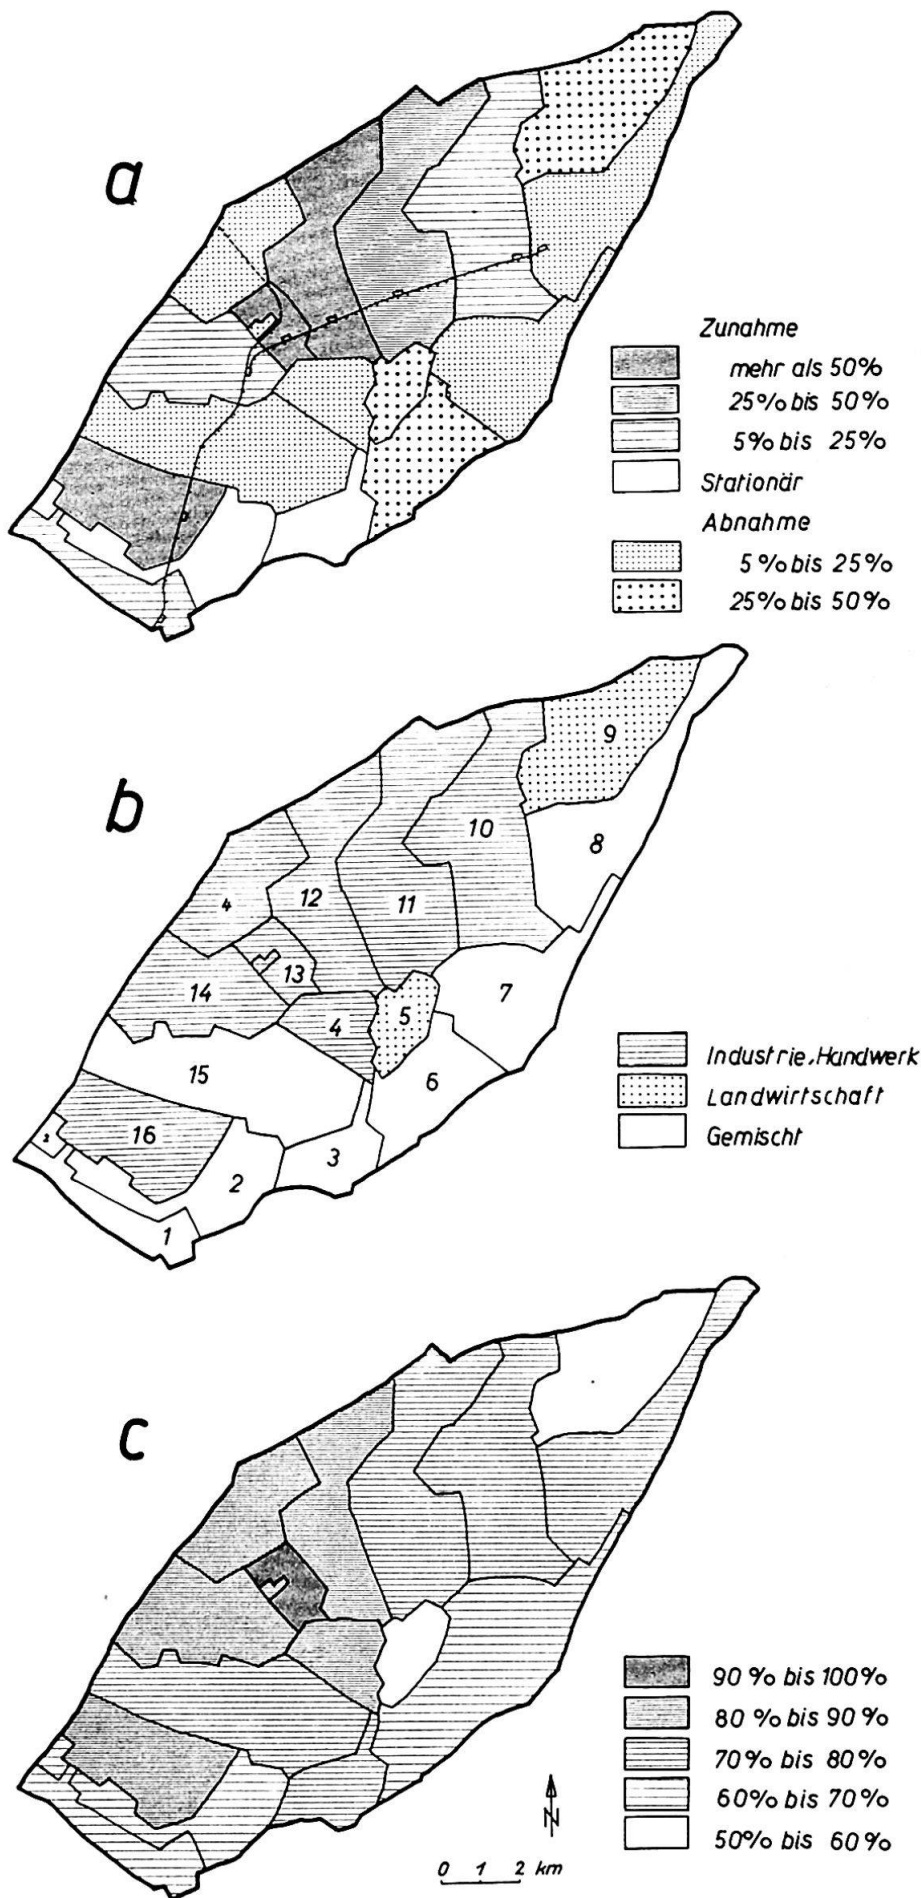 a
Zunahme
mehr als 50%
25% bis 50%
5% bis 25%
Stationär
Abnahme
5% bis 25%
25% bis 50%
b
9
10
8
4
12
11
13
14
7
5
4
6
15
16
2
3
2
1
Industrie, Handwerk
Landwirtschaft
Gemischt
c
90 % bis 100%
80 % bis 90 %
70% bis 80%
60% bis 70%
50% bis 60%
N
0 1 2 km